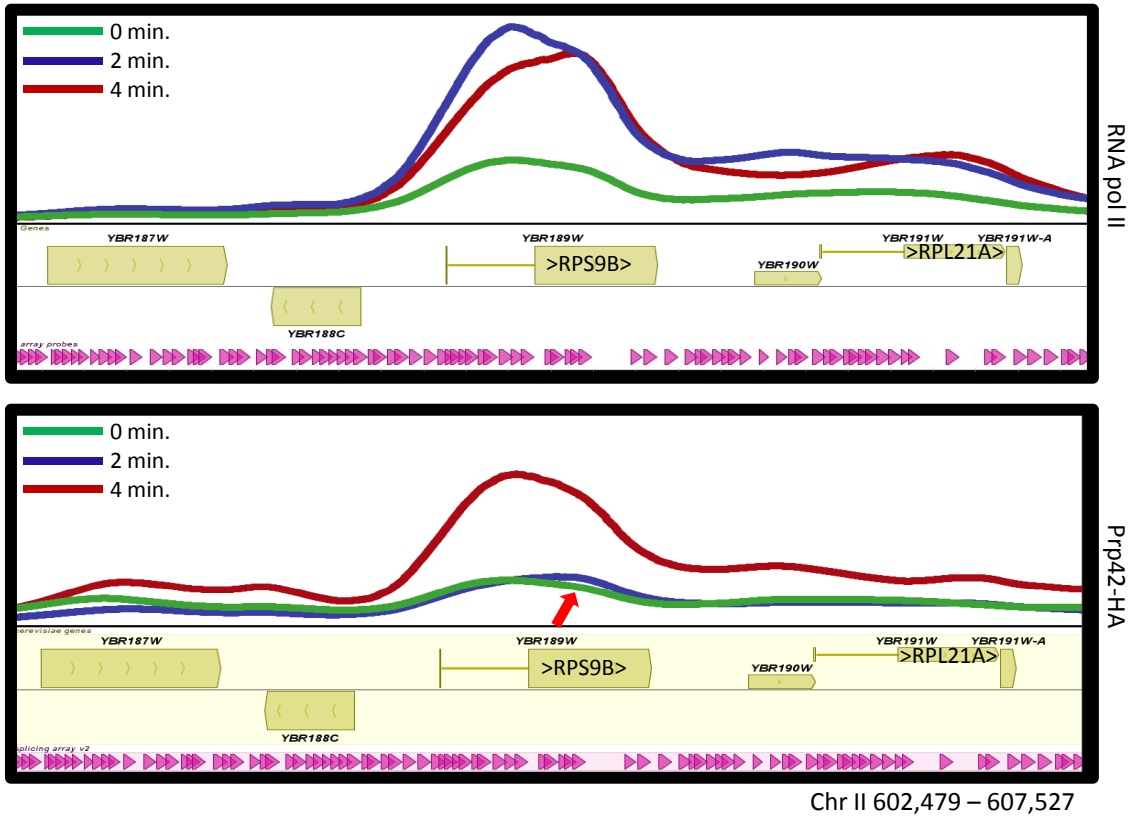 0 min.
2 min.
4 min.
RNA pol II
Genes
YBR187W
YBR189W
YBR191W
YBR191W-A
>RPS9B>
>RPL21A>
YBR190W
YBR188C
array probes
0 min.
2 min.
4 min.
Prp42-HA
cerevisiae genes
YBR187W
YBR189W
YBR191W
YBR191W-A
>RPS9B>
>RPL21A>
YBR190W
YBR188C
splicing array v2
Chr II 602,479 – 607,527